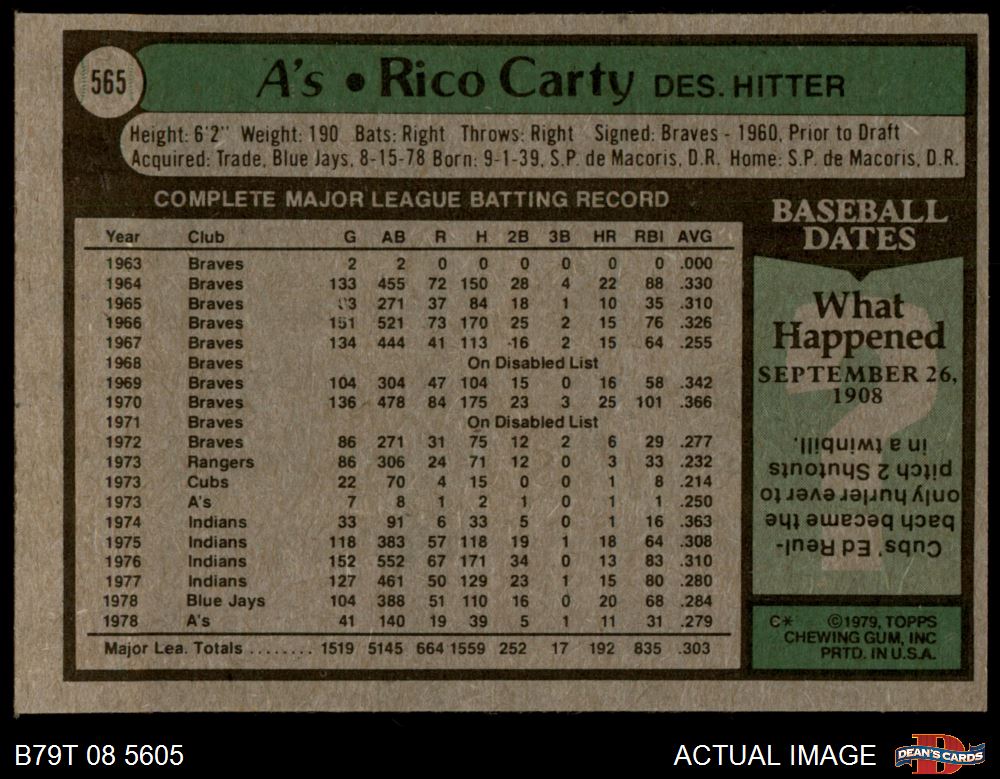 565
A's • Rico Carty DES. HITTER
Height: 6'2" Weight: 190 Bats: Right Throws: Right Signed: Braves - 1960, Prior to Draft
Acquired: Trade, Blue Jays, 8-15-78 Born: 9-1-39, S.P. de Macoris, D.R. Home: S.P. de Macoris, D.R.
COMPLETE MAJOR LEAGUE BATTING RECORD
Year Club G AB R H 2B 3B HR RBI AVG
1963 Braves 2 2 0 0 0 0 0 0 .000
1964 Braves 133 455 72 150 28 4 22 88 .330
1965 Braves 271 37 84 18 1 10 35 .310
1966 Braves 151 521 73 170 25 2 15 76 .326
1967 Braves 134 444 41 113 16 2 15 64 .255
1968 Braves On Disabled List
1969 Braves 104 304 47 104 15 0 16 58 .342
1970 Braves 136 478 84 175 23 3 25 101 .366
1971 Braves On Disabled List
1972 Braves 86 271 31 75 12 2 6 29 .277
1973 Rangers 86 306 24 71 12 0 3 33 .232
1973 Cubs 22 70 4 15 0 0 1 8 .214
1973 A's 7 8 1 2 1 0 1 1 .250
1974 Indians 33 91 6 33 5 0 1 16 .363
1975 Indians 118 383 57 118 19 1 18 64 .308
1976 Indians 152 552 67 171 34 0 13 83 .310
1977 Indians 127 461 50 129 23 1 15 80 .280
1978 Blue Jays 104 388 51 110 16 0 20 68 .284
1978 A's 41 140 19 39 5 1 11 31 .279
Major Lea. Totals ........ 1519 5145 664 1559 252 17 192 835 .303
BASEBALL
DATES
What
Happened
SEPTEMBER 26,
1908
?
Cubs' Ed Reul-
bach became the
only hurler ever to
pitch 2 Shutouts
in a twinbill.
C* ©1979, TOPPS
CHEWING GUM, INC
PRTD. IN U.S.A.
B79T 08 5605
ACTUAL IMAGE
D
DEAN'S CARDS